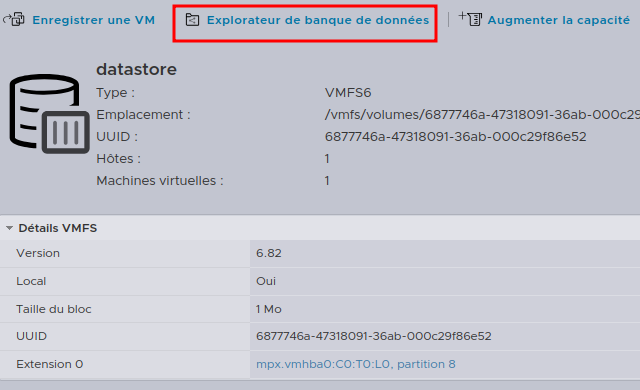 Enregistrer une VM Explorateur de banque de données Augmenter la capacité
datastore
Type : VMFS6
Emplacement : /vmfs/volumes/6877746a-47318091-36ab-000c29
UUID : 6877746a-47318091-36ab-000c29f86e52
Hôtes : 1
Machines virtuelles : 1
Détails VMFS
Version 6.82
Local Oui
Taille du bloc 1 Mo
UUID 6877746a-47318091-36ab-000c29f86e52
Extension 0 mpx.vmhba0:C0:T0:L0, partition 8